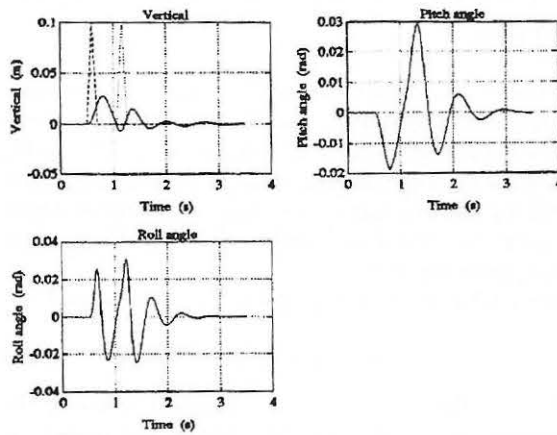 Vertical
0.1
0.05
0
-0.05
Vertical (m)
0 1 2 3 4
Time (s)
Pitch angle
0.03
0.02
0.01
0
-0.01
-0.02
Pitch angle (rad)
0 1 2 3 4
Time (s)
Roll angle
0.04
0.02
0
-0.02
-0.04
Roll angle (rad)
0 1 2 3 4
Time (s)